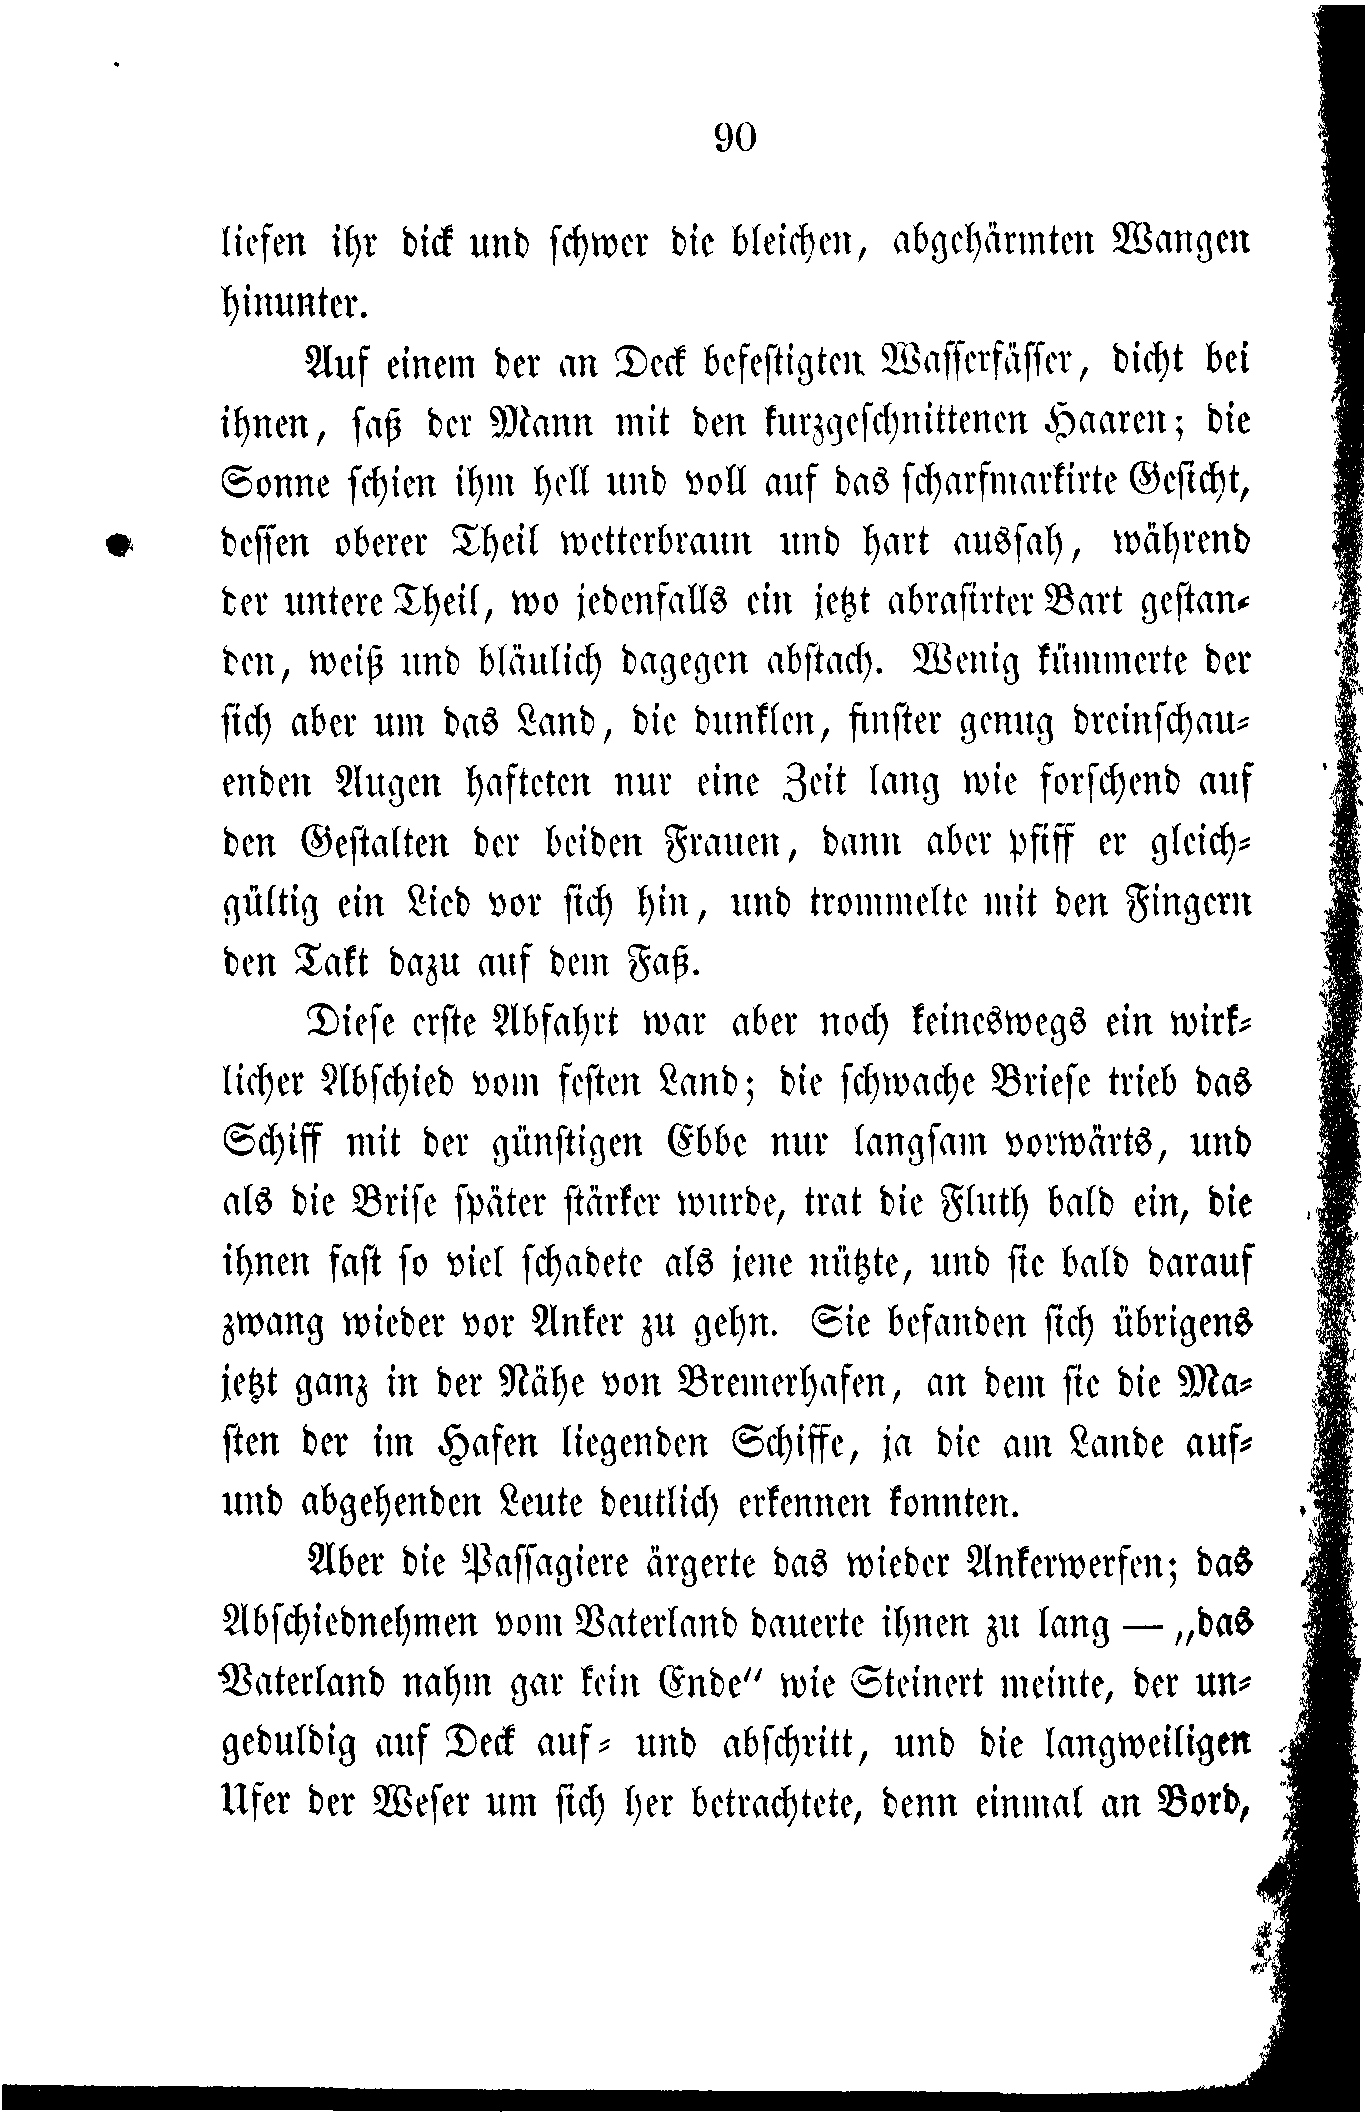 90
liefen ihr dick und schwer die bleichen, abgehärmten Wangen
hinunter.
Auf einem der an Deck befestigten Wasserfässer, dicht bei
ihnen, saß der Mann mit den kurzgeschnittenen Haaren; die
Sonne schien ihm hell und voll auf das scharfmarkirte Gesicht,
dessen oberer Theil wetterbraun und hart aussah, während
der untere Theil, wo jedenfalls ein jetzt abrasirter Bart gestan-
den, weiß und bläulich dagegen abstach. Wenig kümmerte der
sich aber um das Land, die dunklen, finster genug dreinschau-
enden Augen hafteten nur eine Zeit lang wie forschend auf
den Gestalten der beiden Frauen, dann aber pfiff er gleich-
gültig ein Lied vor sich hin, und trommelte mit den Fingern
den Takt dazu auf dem Faß.
Diese erste Abfahrt war aber noch keineswegs ein wirk-
licher Abschied vom festen Land; die schwache Briese trieb das
Schiff mit der günstigen Ebbe nur langsam vorwärts, und
als die Brise später stärker wurde, trat die Fluth bald ein, die
ihnen fast so viel schadete als jene nützte, und sie bald darauf
zwang wieder vor Anker zu gehn. Sie befanden sich übrigens
jetzt ganz in der Nähe von Bremerhafen, an dem sie die Ma-
sten der im Hafen liegenden Schiffe, ja die am Lande auf-
und abgehenden Leute deutlich erkennen konnten.
Aber die Passagiere ärgerte das wieder Ankerwerfen; das
Abschiednehmen vom Vaterland dauerte ihnen zu lang — „das
Vaterland nahm gar kein Ende“ wie Steinert meinte, der un-
geduldig auf Deck auf- und abschritt, und die langweiligen
Ufer der Weser um sich her betrachtete, denn einmal an Bord,